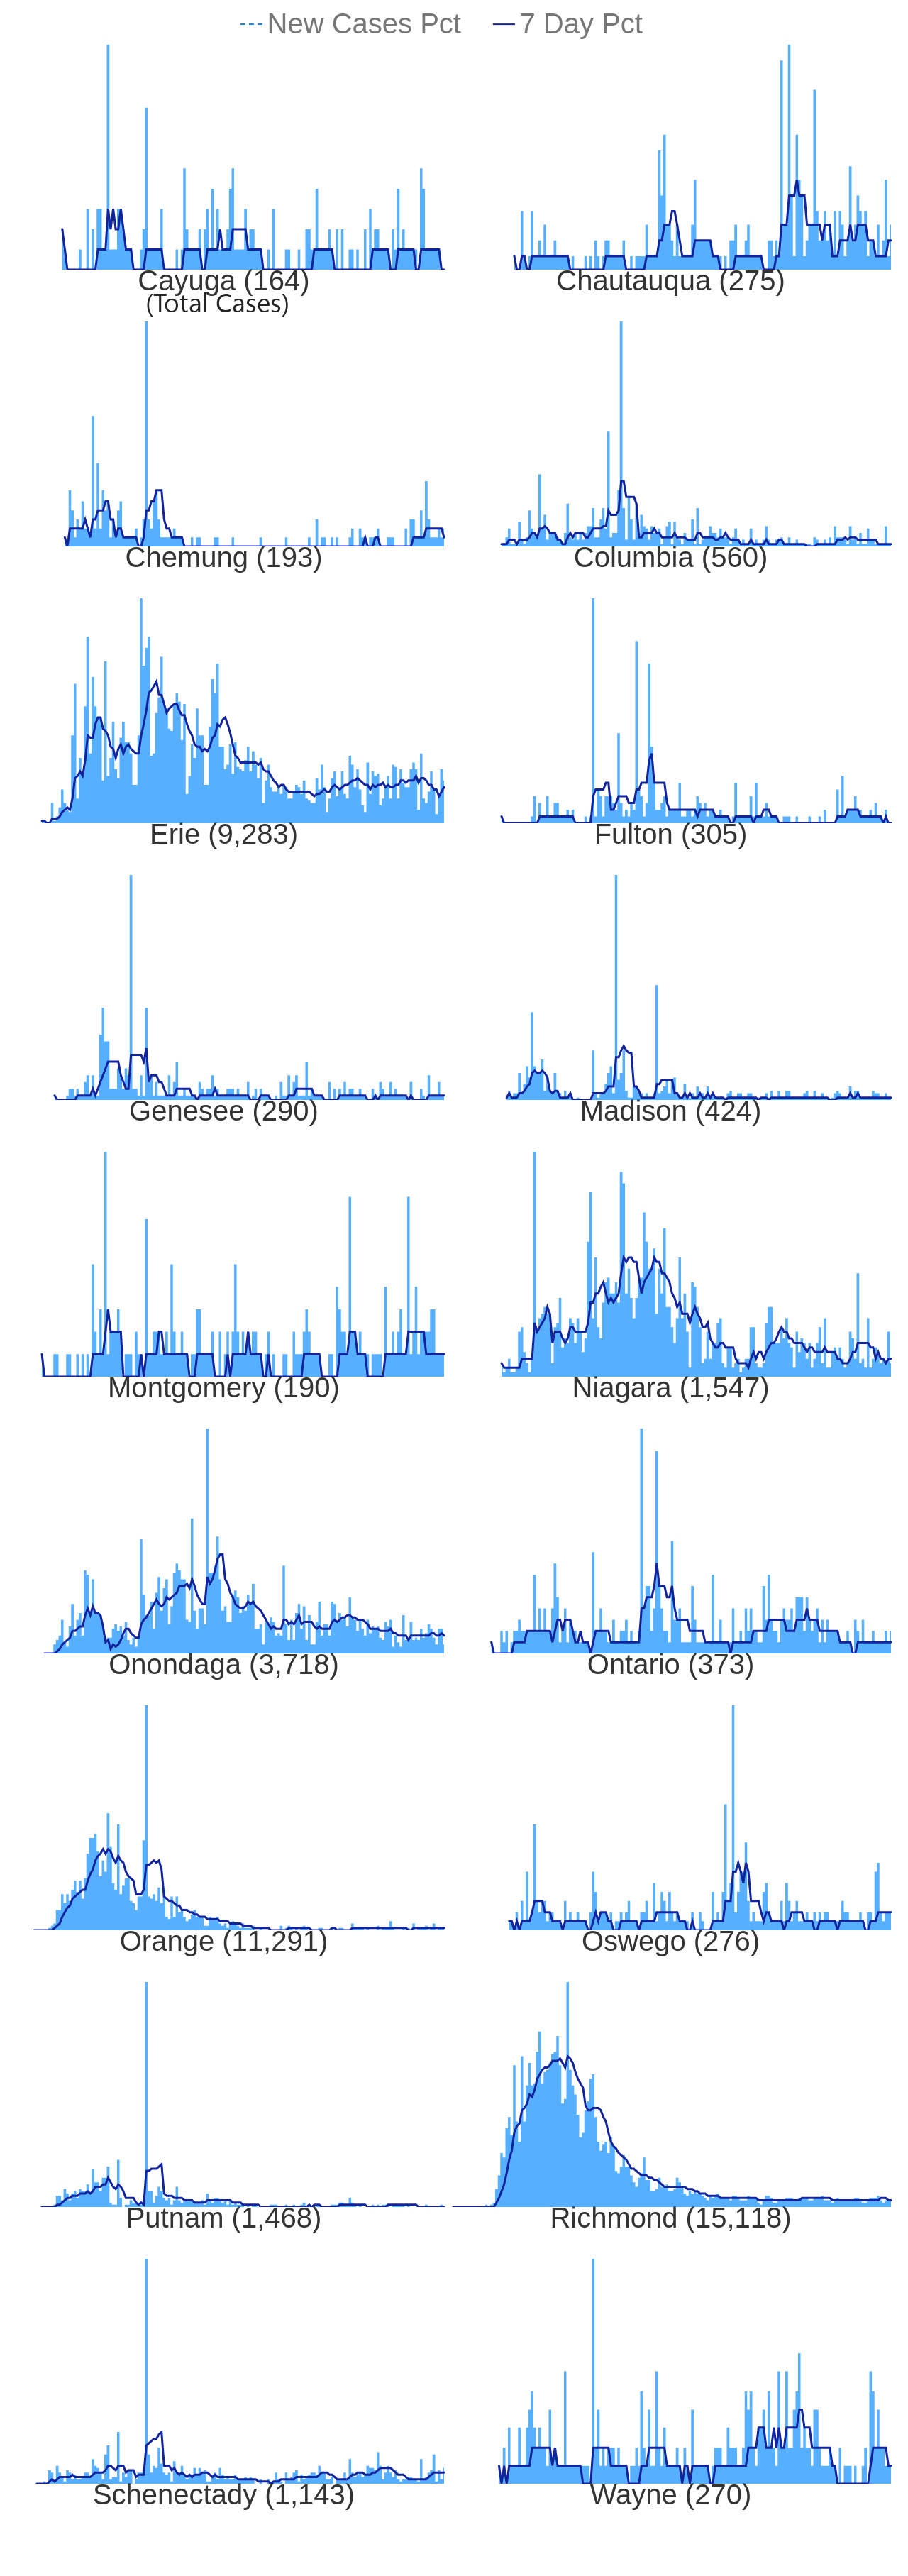 New Cases Pct 7 Day Pct
Cayuga (164) Chautauqua (275)
(Total Cases)
Chemung (193) Columbia (560)
Erie (9,283) Fulton (305)
Genesee (290) Madison (424)
Montgomery (190) Niagara (1,547)
Onondaga (3,718) Ontario (373)
Orange (11,291) Oswego (276)
Putnam (1,468) Richmond (15,118)
Schenectady (1,143) Wayne (270)